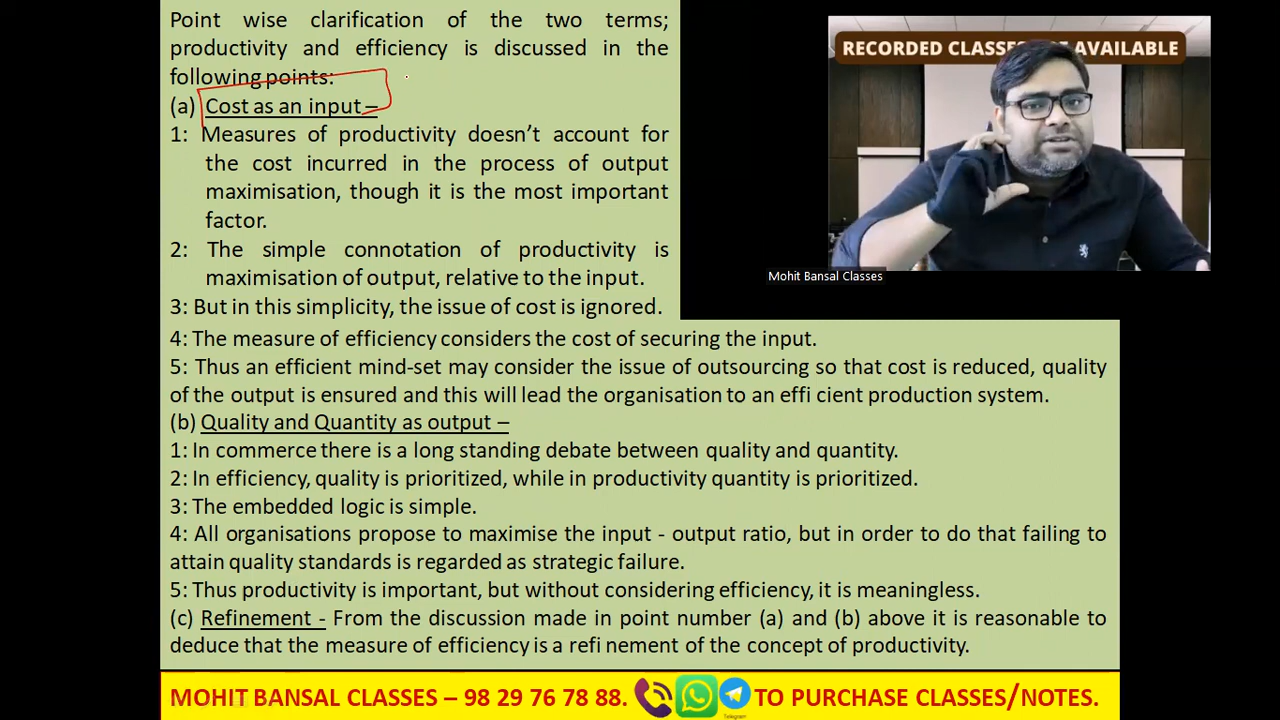 Point wise clarification of the two terms;
productivity and efficiency is discussed in the
following points:
(a) Cost as an input –
1: Measures of productivity doesn't account for
the cost incurred in the process of output
maximisation, though it is the most important
factor.
2: The simple connotation of productivity is
maximisation of output, relative to the input.
3: But in this simplicity, the issue of cost is ignored.
4: The measure of efficiency considers the cost of securing the input.
5: Thus an efficient mind-set may consider the issue of outsourcing so that cost is reduced, quality
of the output is ensured and this will lead the organisation to an effi cient production system.
(b) Quality and Quantity as output –
1: In commerce there is a long standing debate between quality and quantity.
2: In efficiency, quality is prioritized, while in productivity quantity is prioritized.
3: The embedded logic is simple.
4: All organisations propose to maximise the input - output ratio, but in order to do that failing to
attain quality standards is regarded as strategic failure.
5: Thus productivity is important, but without considering efficiency, it is meaningless.
(c) Refinement - From the discussion made in point number (a) and (b) above it is reasonable to
deduce that the measure of efficiency is a refi nement of the concept of productivity.
RECORDED CLASSES AVAILABLE
Mohit Bansal Classes
MOHIT BANSAL CLASSES – 98 29 76 78 88. TO PURCHASE CLASSES/NOTES.
Telegram